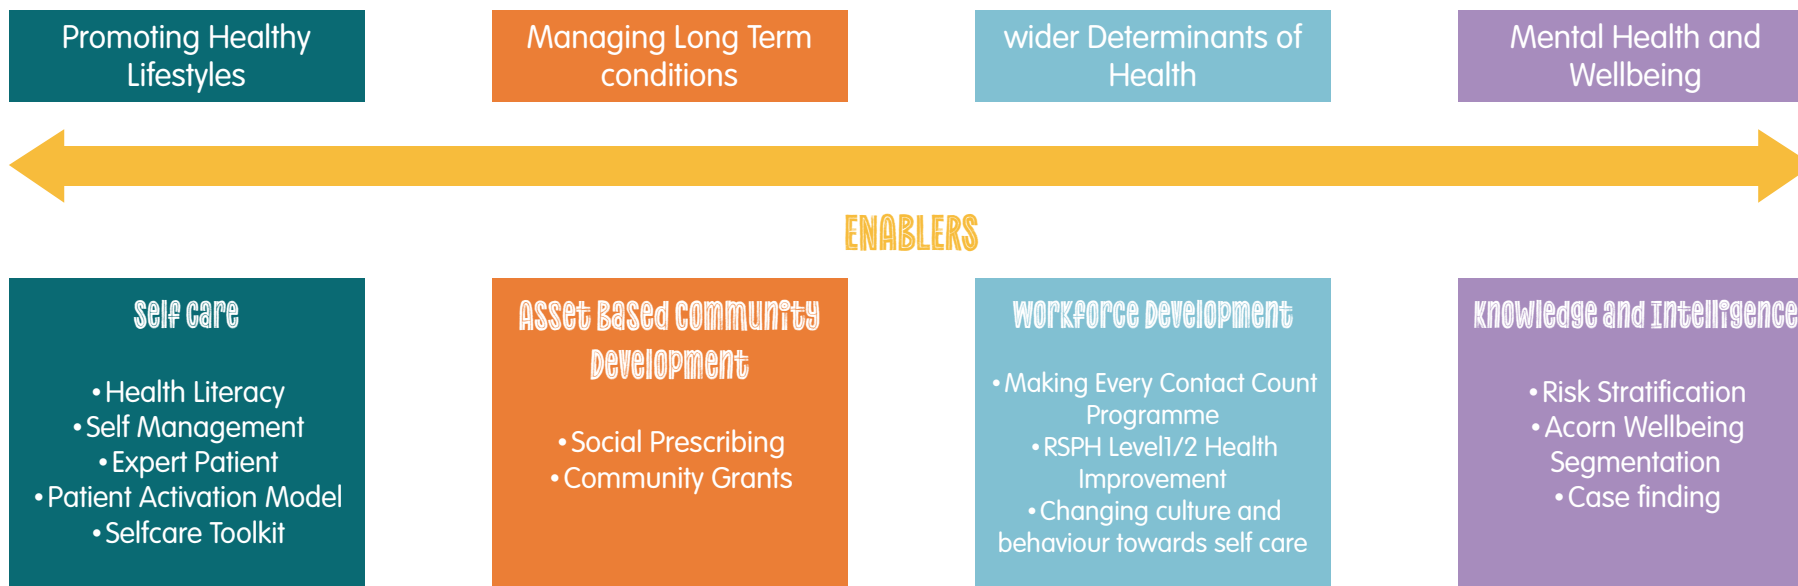 Promoting Healthy
Lifestyles
Managing Long Term
conditions
wider Determinants of
Health
Mental Health and
Wellbeing
ENABLERS
Self care
• Health Literacy
• Self Management
• Expert Patient
• Patient Activation Model
• Selfcare Toolkit
Asset Based Community
Development
• Social Prescribing
• Community Grants
Workforce Development
• Making Every Contact Count
Programme
• RSPH Level1/2 Health
Improvement
• Changing culture and
behaviour towards self care
Knowledge and Intelligence
• Risk Stratification
• Acorn Wellbeing
Segmentation
• Case finding